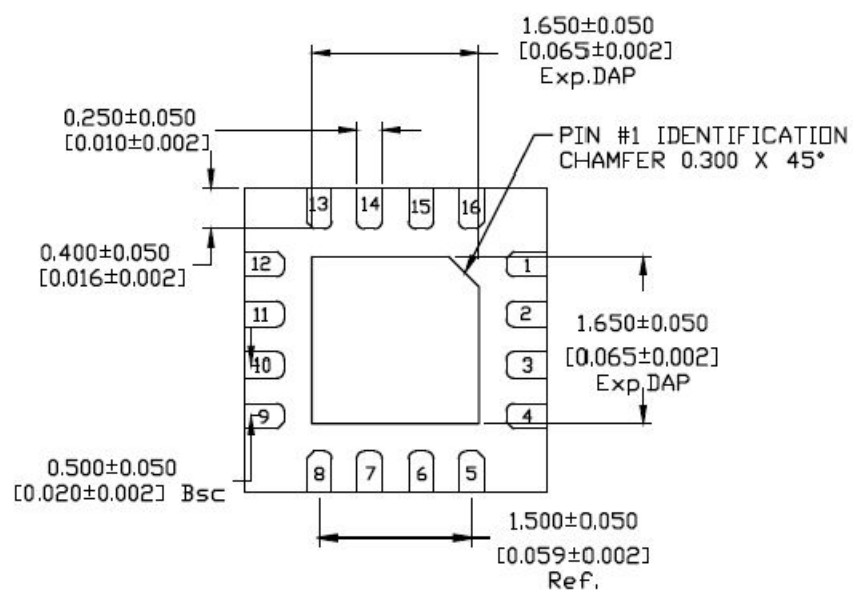 1.650±0.050
[0.065±0.002]
Exp.DAP
0.250±0.050
[0.010±0.002]
PIN #1 IDENTIFICATION
CHAMFER 0.300 X 45°
13 14 15 16
0.400±0.050
[0.016±0.002]
12
1
11
2
10
3
9
4
1.650±0.050
[0.065±0.002]
Exp.DAP
8 7 6 5
0.500±0.050
[0.020±0.002] Bsc
1.500±0.050
[0.059±0.002]
Ref.